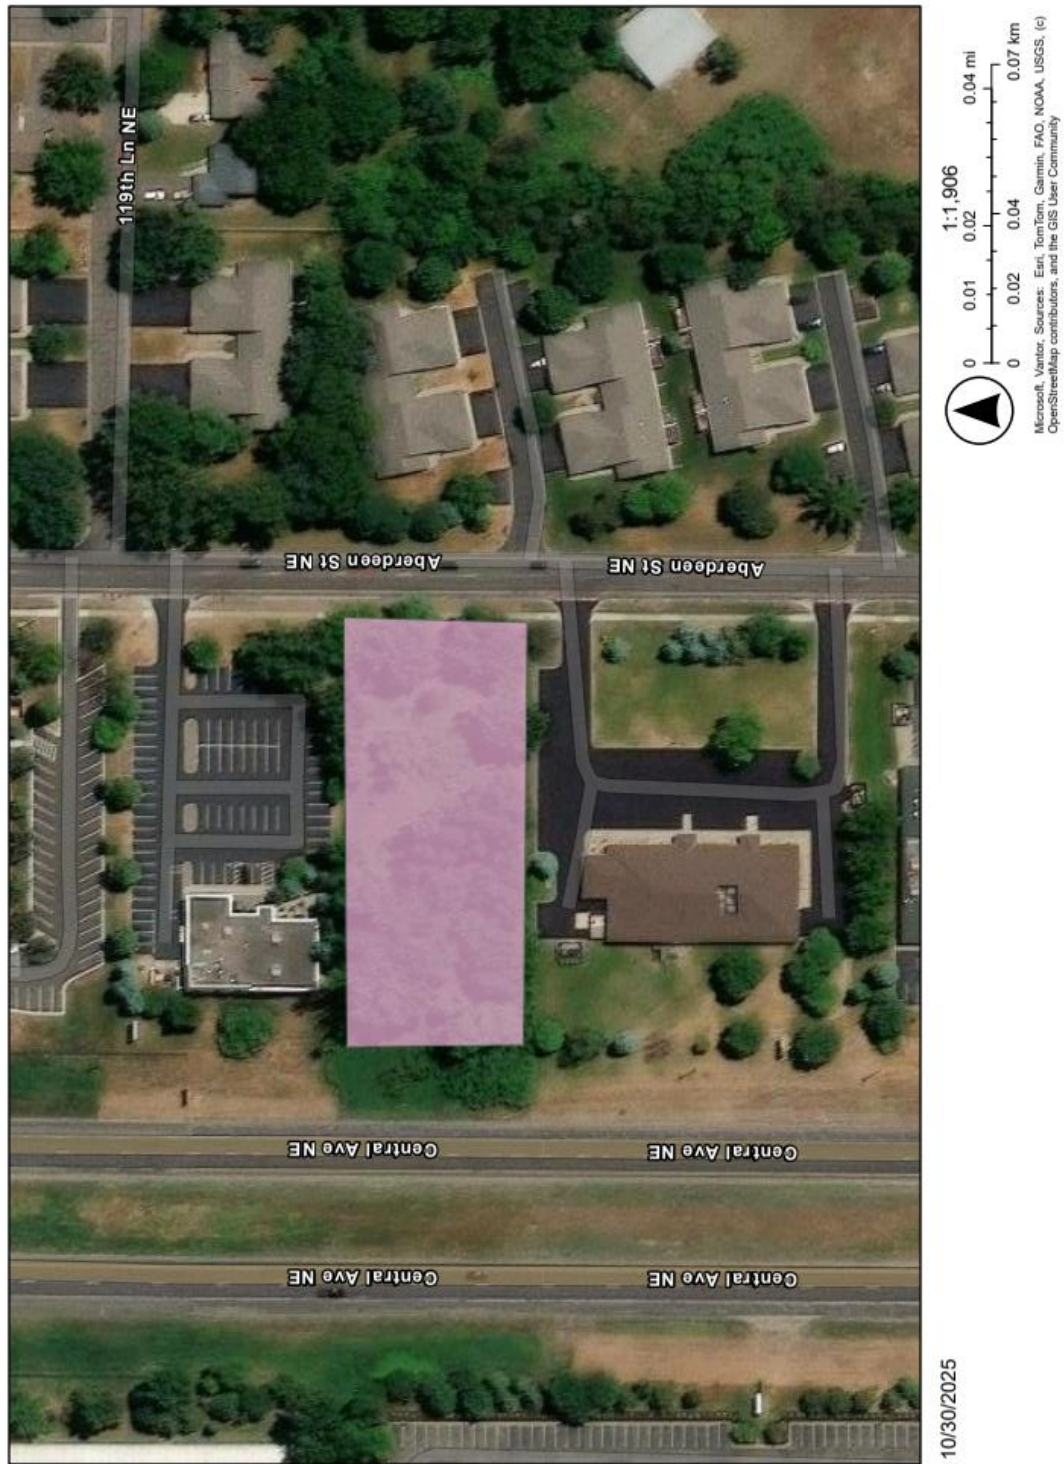 119th Ln NE
Aberdeen St NE
Aberdeen St NE
Central Ave NE
Central Ave NE
Central Ave NE
Central Ave NE
10/30/2025
1:1,906
0 0.01 0.02 0.04 mi
0 0.02 0.04 0.07 km
Microsoft, Vantor, Sources: Esri, TomTom, Garmin, FAO, NOAA, USGS, (c)
OpenStreetMap contributors, and the GIS User Community